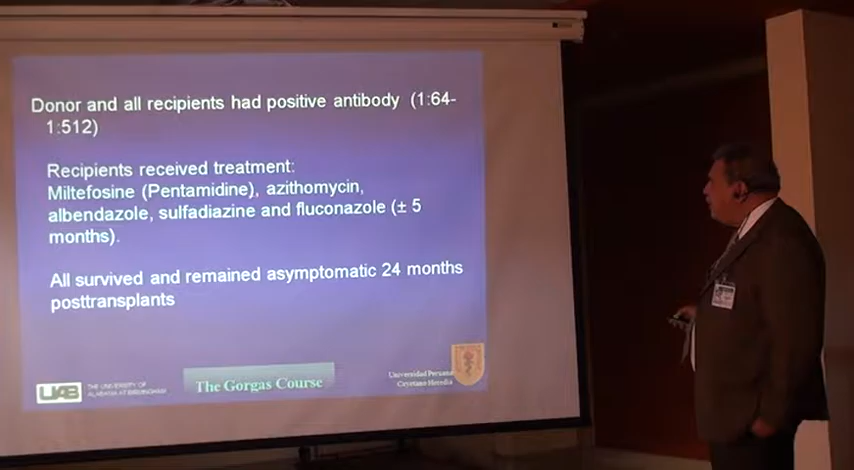 Donor and all recipients had positive antibody (1:64-
1:512)
Recipients received treatment:
Miltefosine (Pentamidine), azithomycin,
albendazole, sulfadiazine and fluconazole (± 5
months).
All survived and remained asymptomatic 24 months
posttransplants
UAB
THE UNIVERSITY OF
ALABAMA AT BIRMINGHAM
The Gorgas Course
Universidad Peruana
Cayetano Heredia